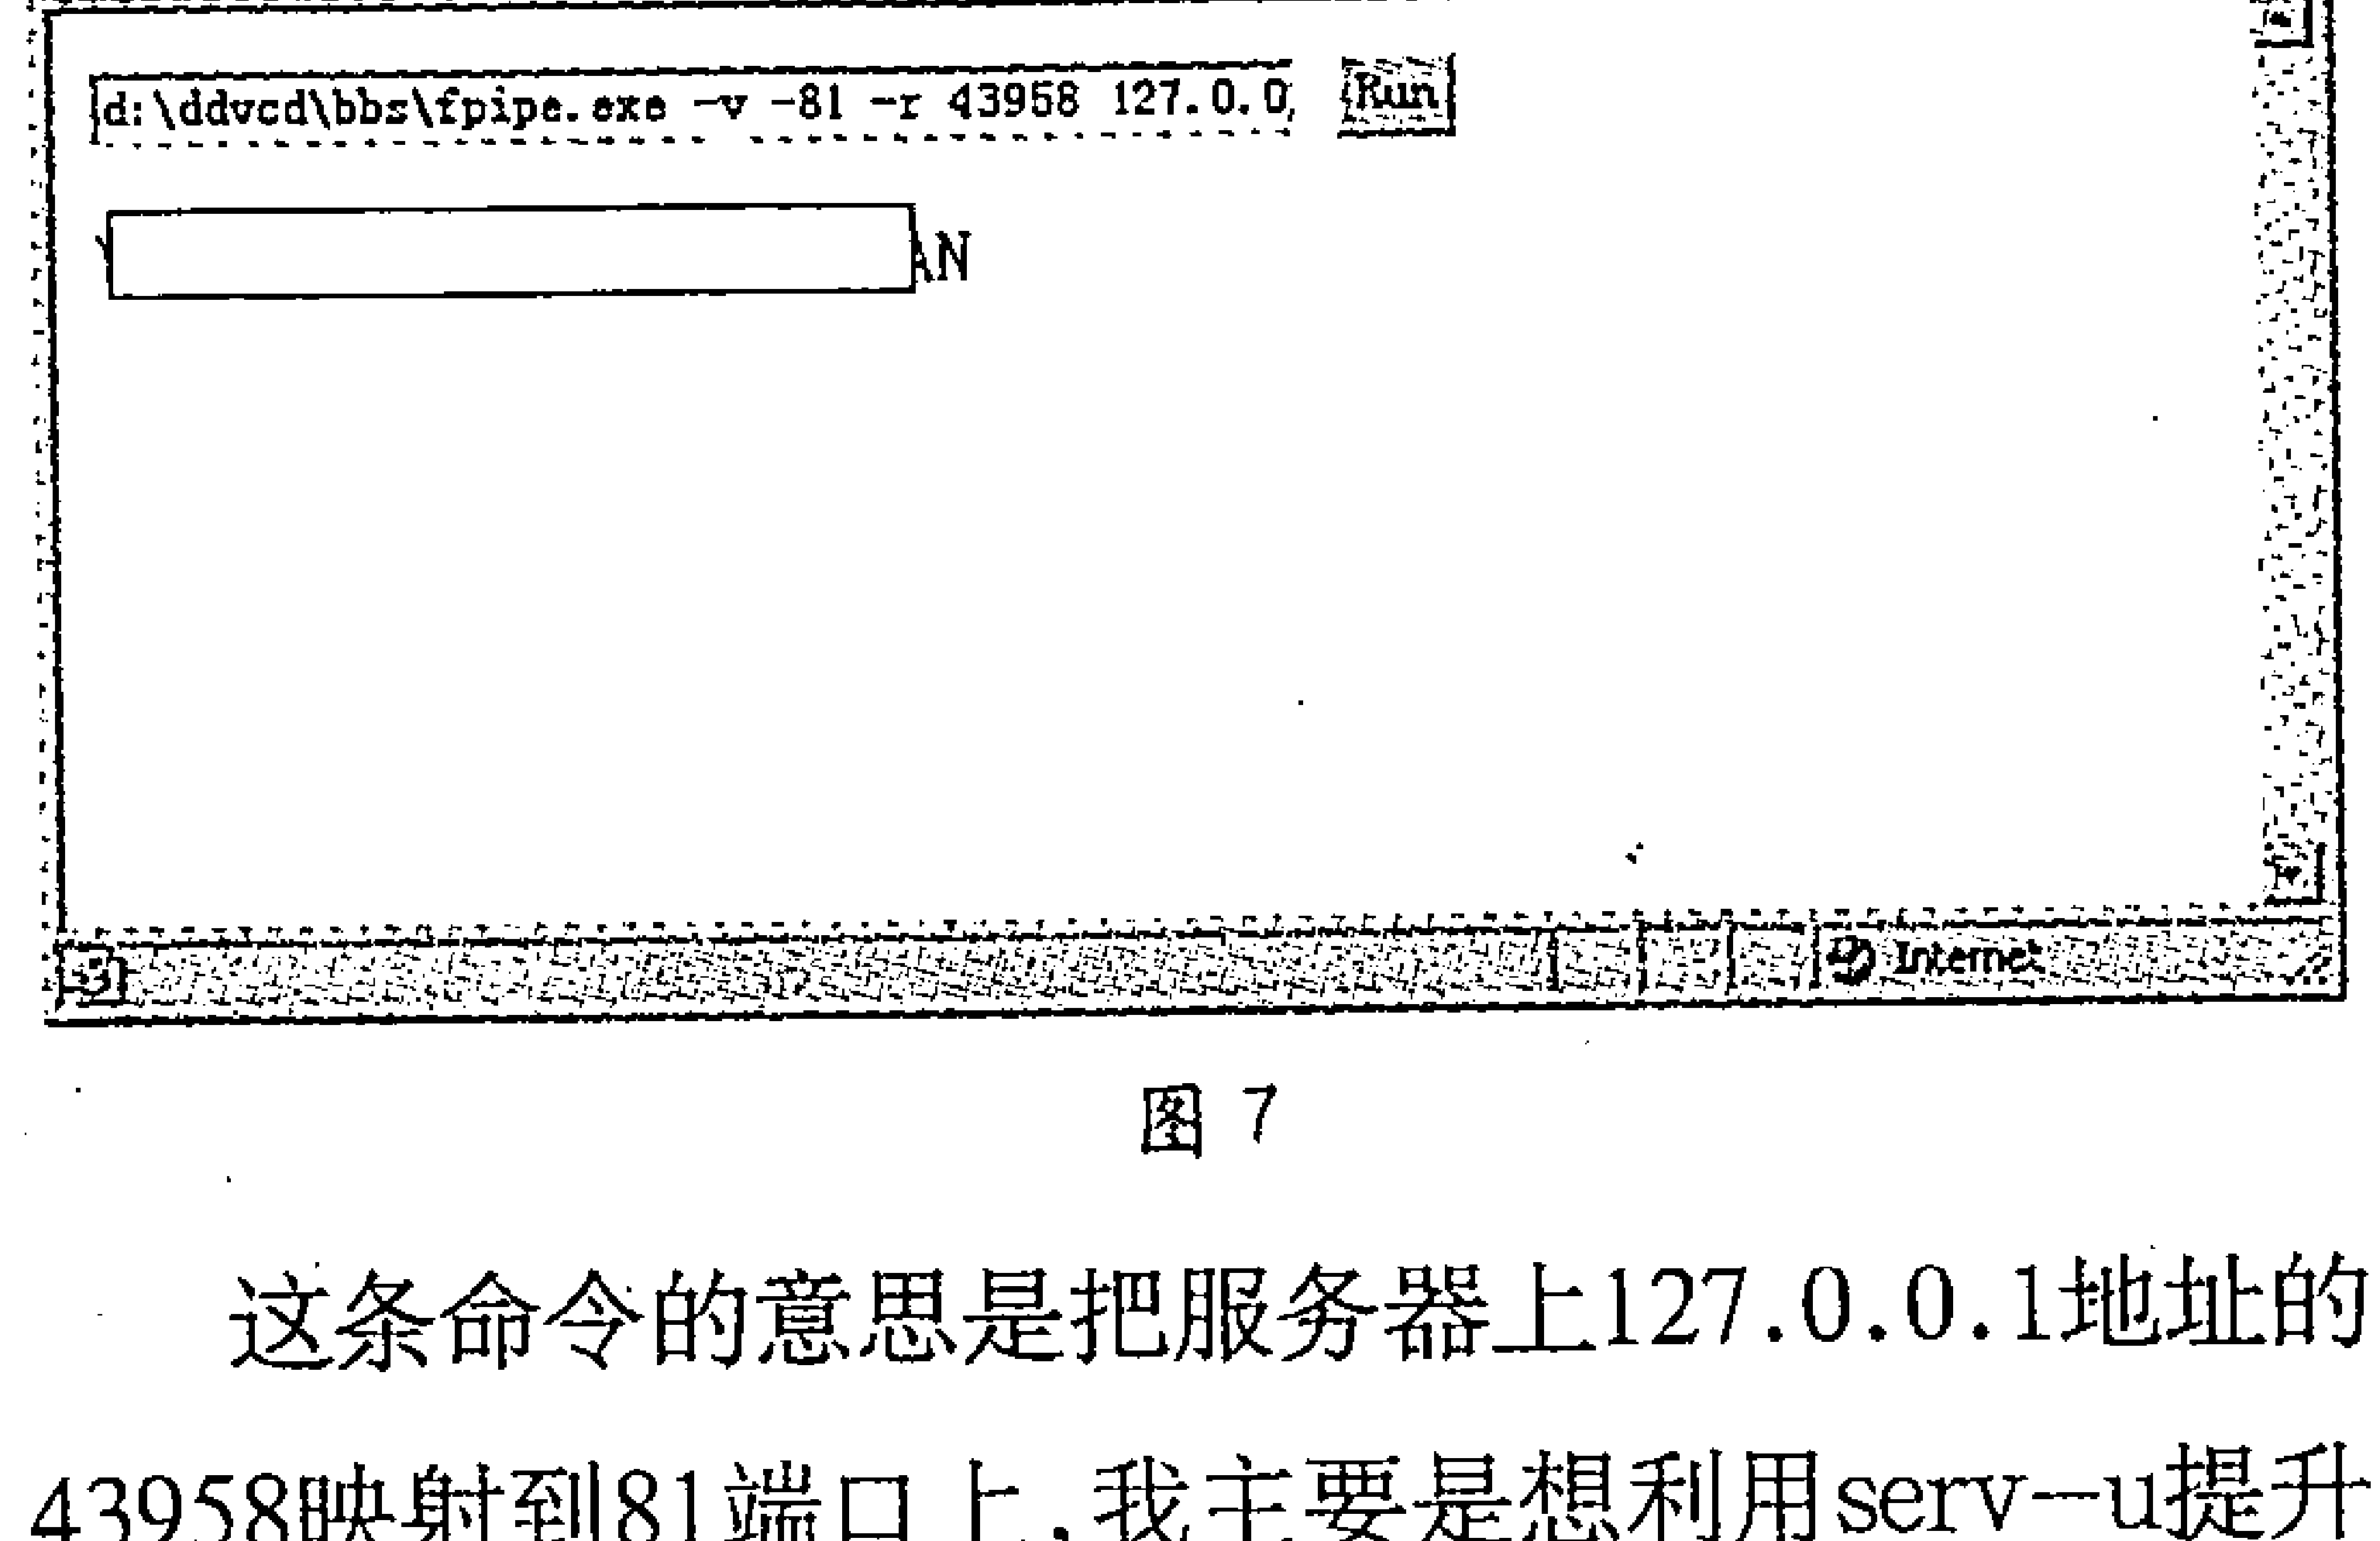 d:\ddvcd\bbs\fpipe.exe -v -81 -r 43958 127.0.0 Run
AN
Internet
图 7
这条命令的意思是把服务器上127.0.0.1地址的
43958映射到81端口上,我主要是想利用serv-u提升